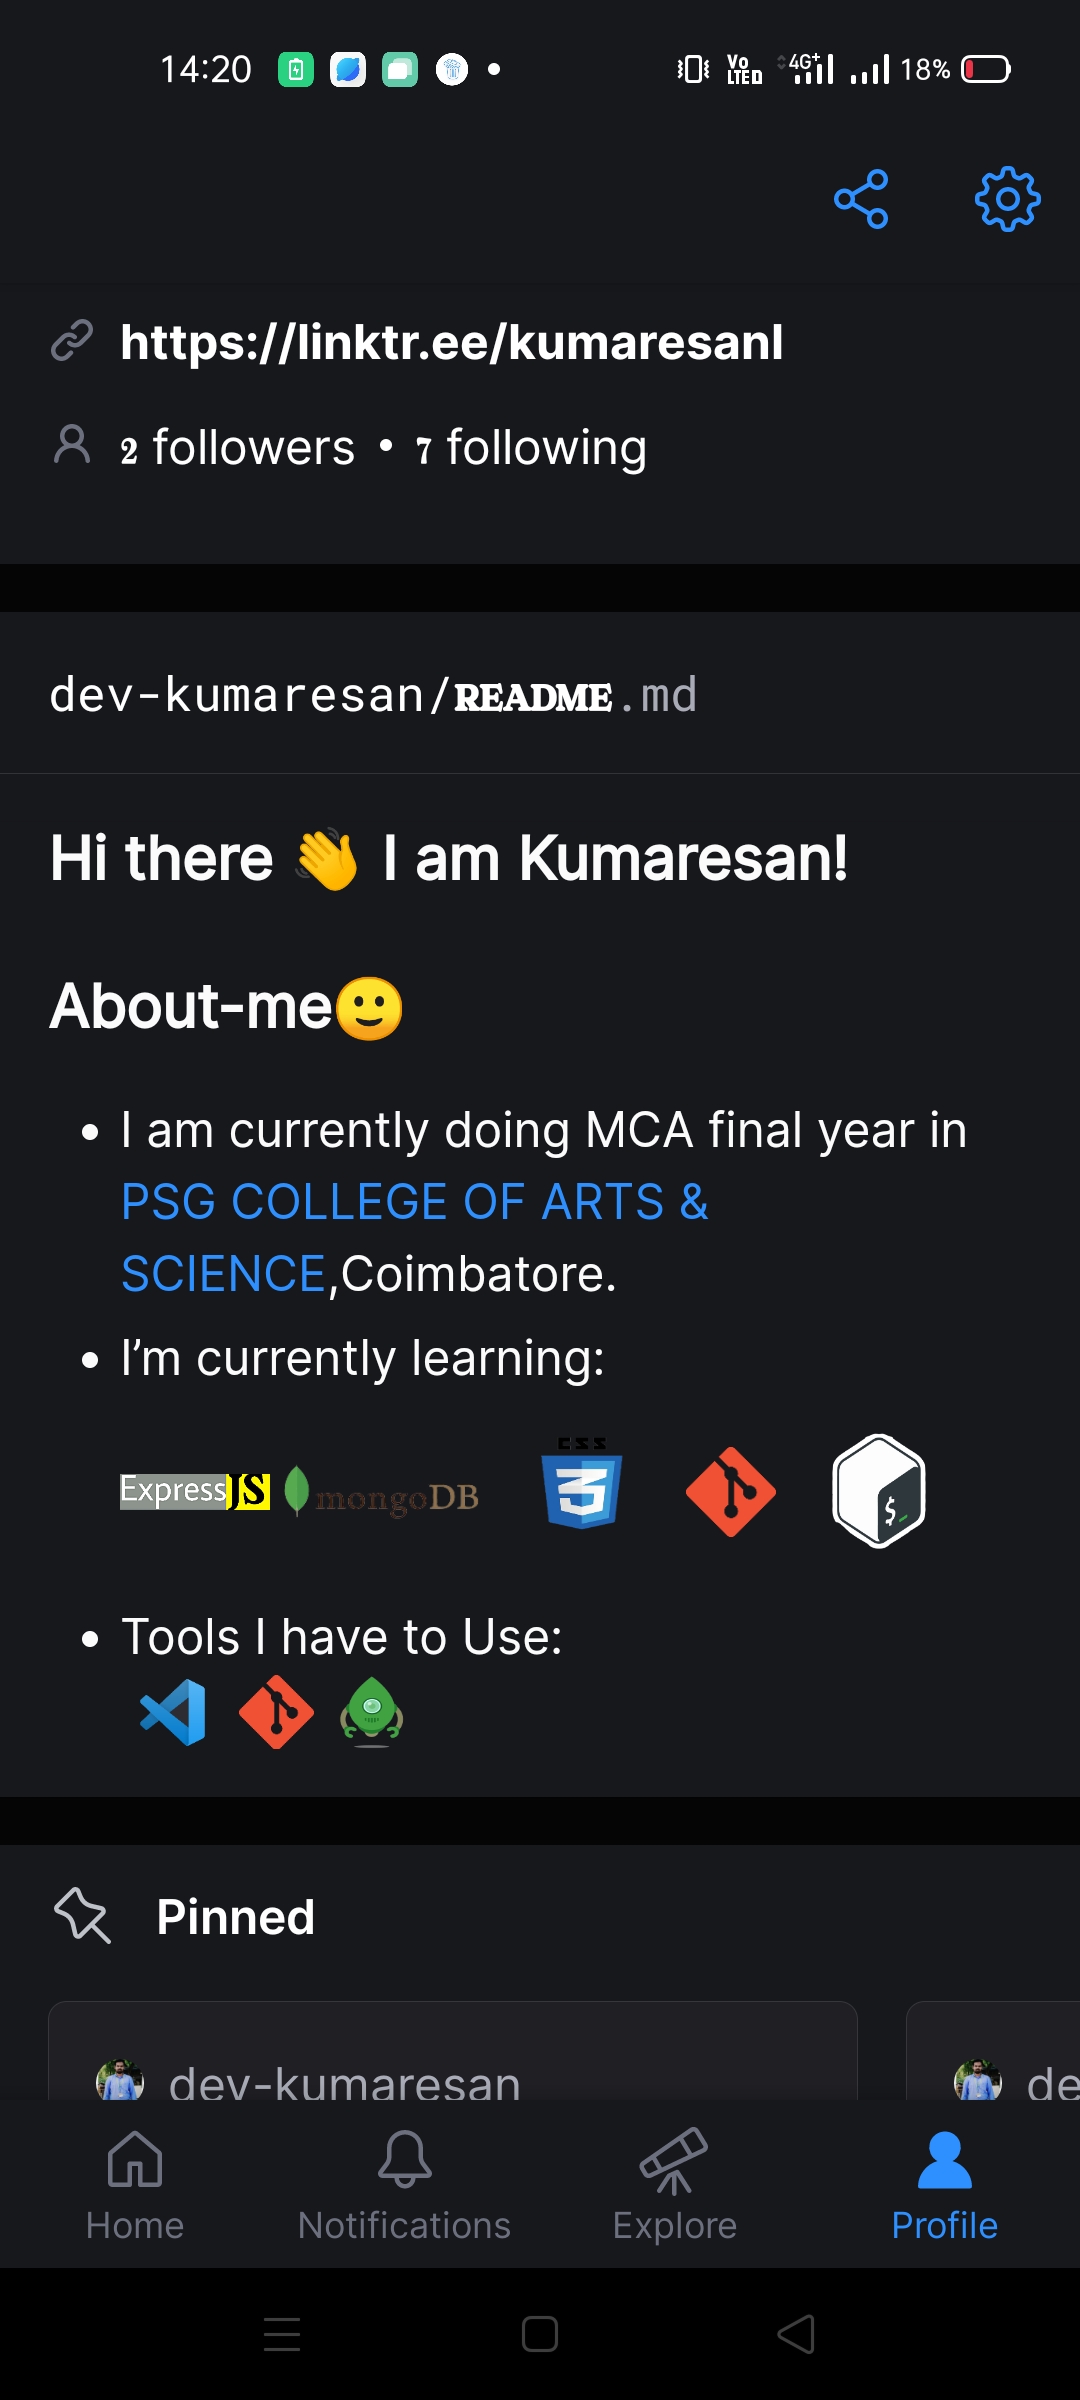 14:20 Vo LTED 4G+ 18%
https://linktr.ee/kumaresanl
2 followers • 7 following
dev-kumaresan/README.md
Hi there 👋 I am Kumaresan!
About-me🙂
• I am currently doing MCA final year in
PSG COLLEGE OF ARTS &
SCIENCE,Coimbatore.
• I’m currently learning:
ExpressJS mongoDB CSS 3 $_
• Tools I have to Use:
Pinned
dev-kumaresan de
Home Notifications Explore Profile